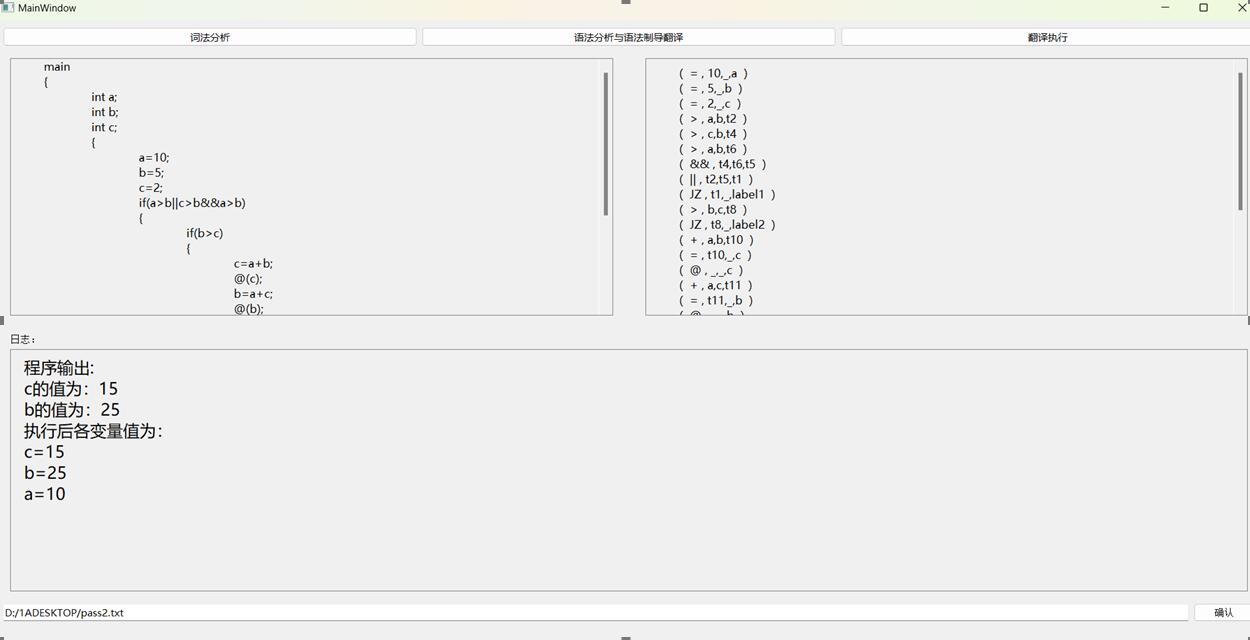 MainWindow
词法分析
语法分析与语法制导翻译
翻译执行
main
{
int a;
int b;
int c;
{
a=10;
b=5;
c=2;
if(a>b||c>b&&a>b)
{
if(b>c)
{
c=a+b;
@(c);
b=a+c;
@(b);
( = , 10,_,a )
( = , 5,_,b )
( = , 2,_,c )
( > , a,b,t2 )
( > , c,b,t4 )
( > , a,b,t6 )
( && , t4,t6,t5 )
( || , t2,t5,t1 )
( JZ , t1,_,label1 )
( > , b,c,t8 )
( JZ , t8,_,label2 )
( + , a,b,t10 )
( = , t10,_,c )
( @ , _,_,c )
( + , a,c,t11 )
( = , t11,_,b )
日志：
程序输出:
c的值为：15
b的值为：25
执行后各变量值为：
c=15
b=25
a=10
D:/1ADESKTOP/pass2.txt
确认